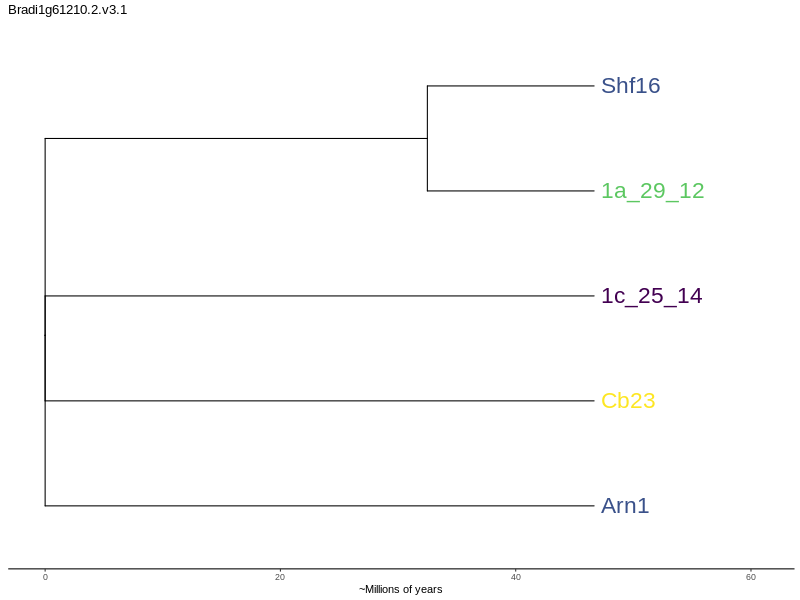 Bradi1g61210.2.v3.1
Shf16
1a_29_12
1c_25_14
Cb23
Arn1
0 20 40 60
~Millions of years